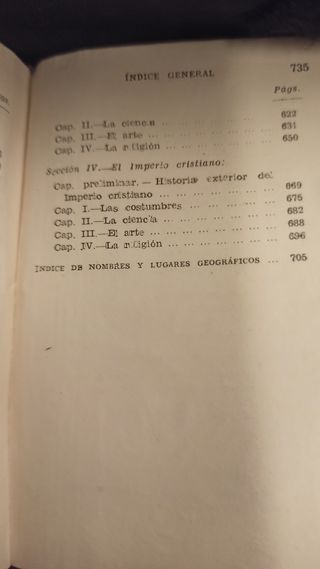 ÍNDICE GENERAL 735
Págs.
Cap. II.—La ciencia ... ... ... ... ... ... 622
Cap. III.—El arte ... ... ... ... ... ... 631
Cap. IV.—La religión ... ... ... ... ... ... 650
Sección IV.—El Imperio cristiano:
Cap. preliminar. — Historia exterior del
Imperio cristiano ... ... ... ... ... ... 669
Cap. I.—Las costumbres ... ... ... ... ... 675
Cap. II.—La ciencia ... ... ... ... ... ... 682
Cap. III.—El arte ... ... ... ... ... ... 688
Cap. IV.—La religión ... ... ... ... ... ... 696
INDICE DE NOMBRES Y LUGARES GEOGRÁFICOS ... 705